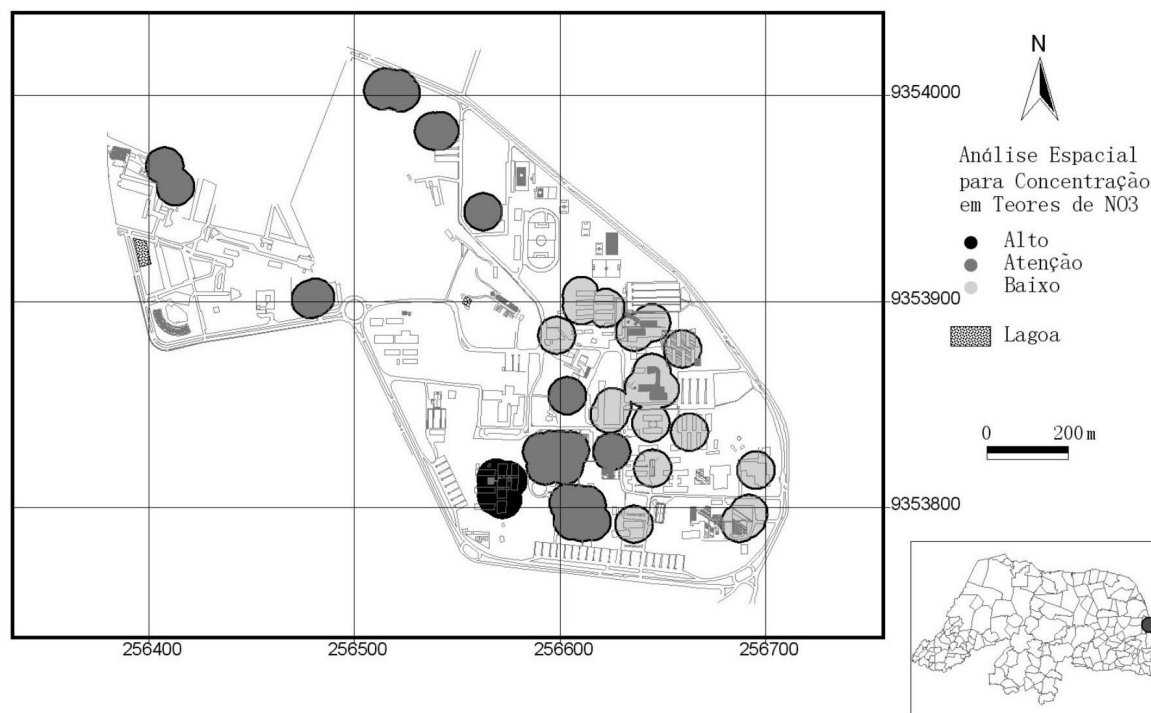 N
9354000
Análise Espacial
para Concentração
em Teores de NO3
Alto
Atenção
Baixo
9353900
Lagoa
0 200 m
9353800
256400 256500 256600 256700